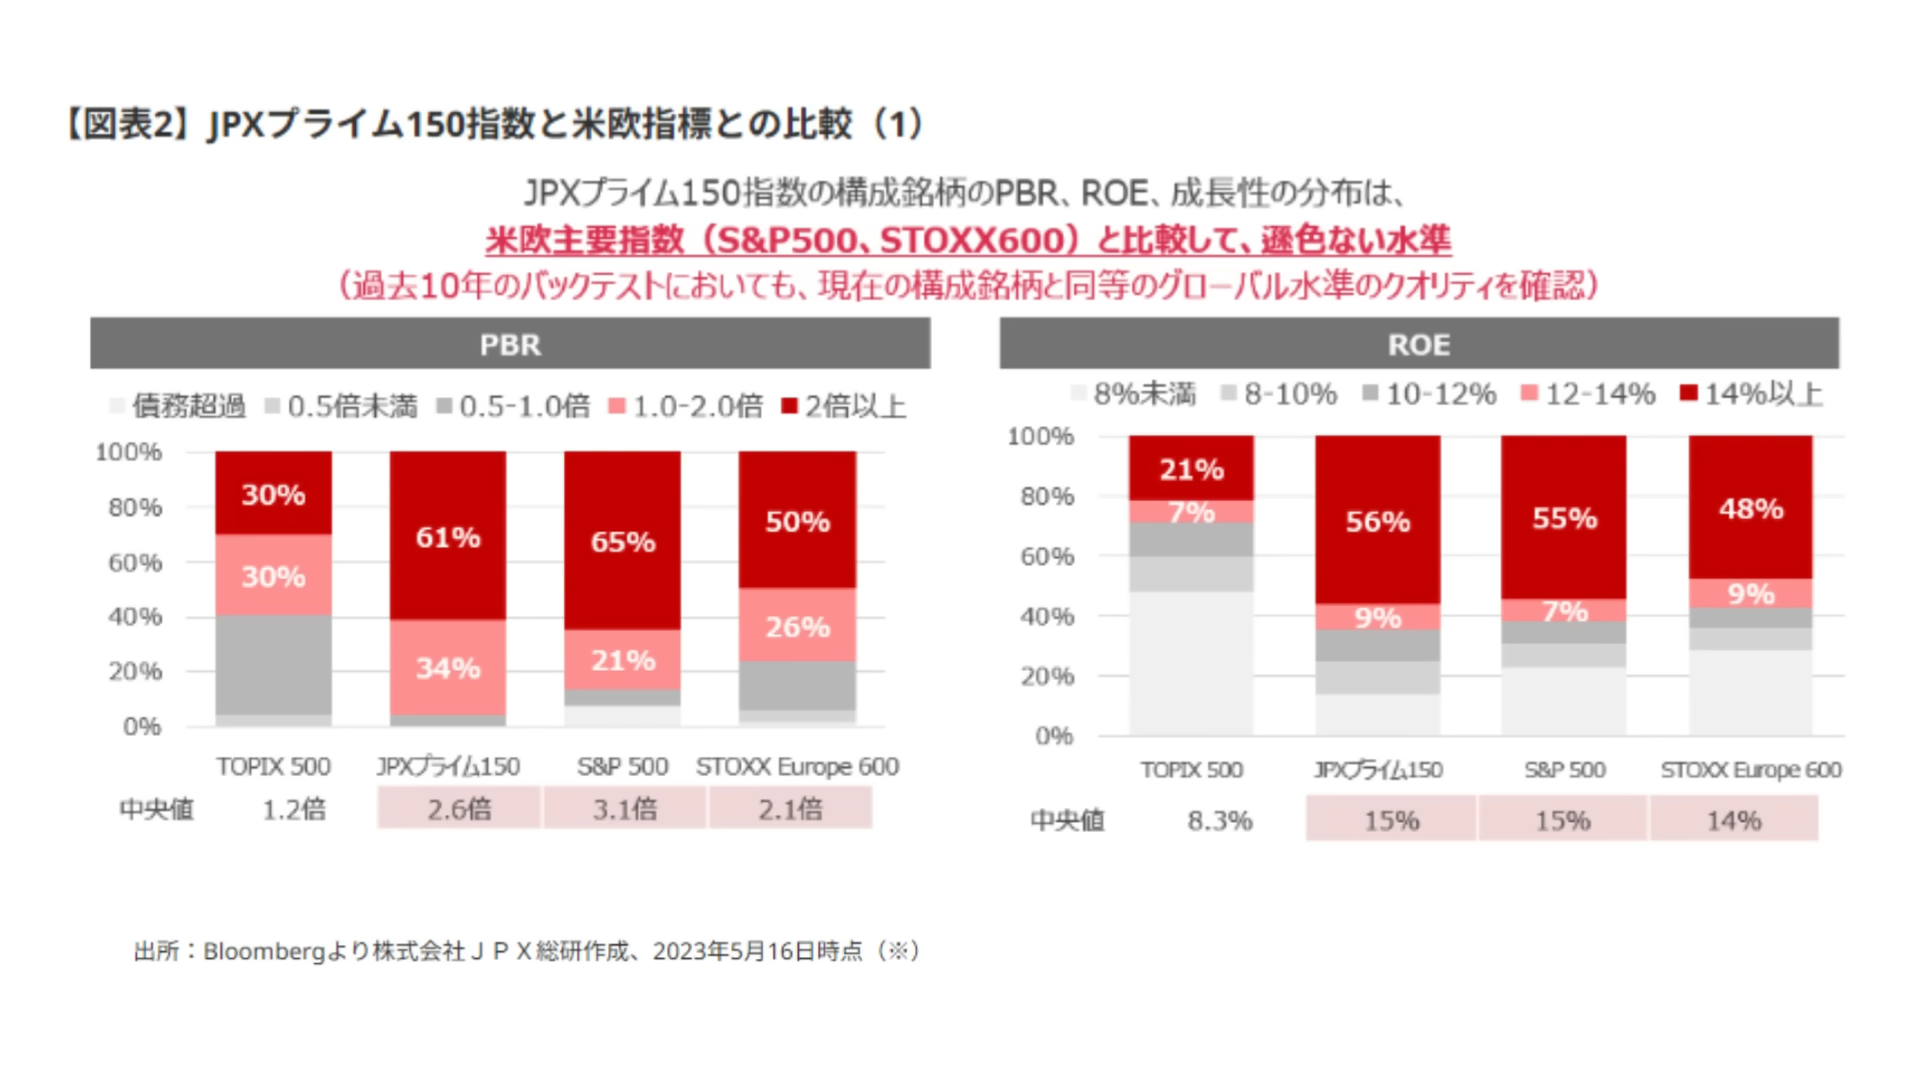 【図表2】JPXプライム150指数と米欧指標との比較（1）
JPXプライム150指数の構成銘柄のPBR、ROE、成長性の分布は、
米欧主要指数（S&P500、STOXX600）と比較して、遜色ない水準
（過去10年のバックテストにおいても、現在の構成銘柄と同等のグローバル水準のクオリティを確認）
PBR
債務超過 0.5倍未満 0.5-1.0倍 1.0-2.0倍 2倍以上
100%
80%
60%
40%
20%
0%
30%
30%
61%
34%
65%
21%
50%
26%
TOPIX 500 JPXプライム150 S&P 500 STOXX Europe 600
中央値 1.2倍 2.6倍 3.1倍 2.1倍
ROE
8%未満 8-10% 10-12% 12-14% 14%以上
100%
80%
60%
40%
20%
0%
21%
7%
56%
9%
55%
7%
48%
9%
TOPIX 500 JPXプライム150 S&P 500 STOXX Europe 600
中央値 8.3% 15% 15% 14%
出所：Bloombergより株式会社ＪＰＸ総研作成、2023年5月16日時点（※）